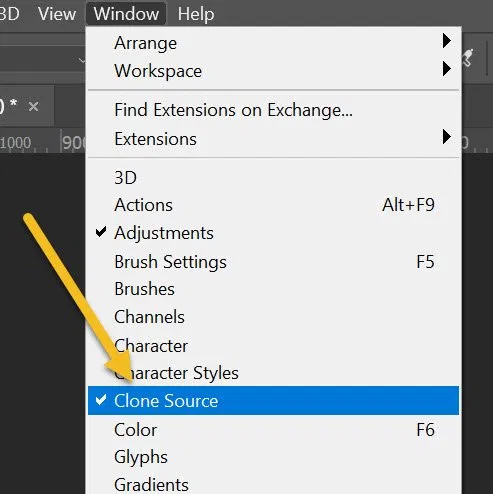 3D View Window Help
Arrange
Workspace
) * ×
Find Extensions on Exchange...
1000 900
Extensions
3D
Actions Alt+F9
Adjustments
Brush Settings F5
Brushes
Channels
Character
Character Styles
Clone Source
Color F6
Glyphs
Gradients